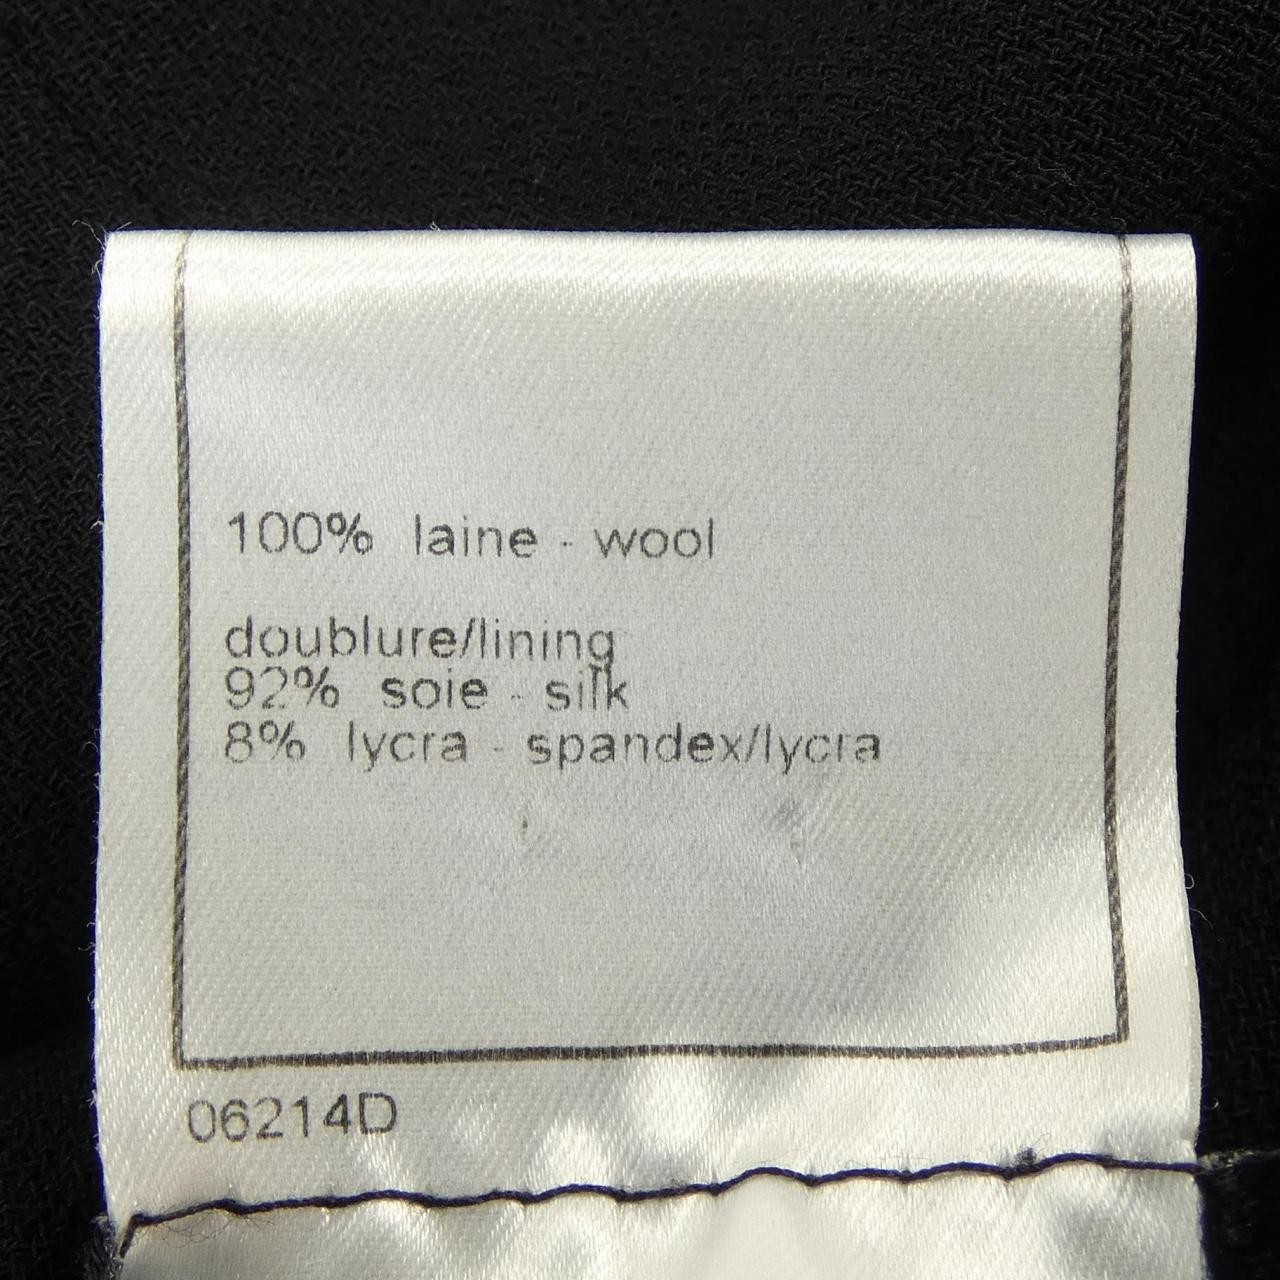 100% laine - wool
doublure/lining
92% soie - silk
8% lycra - spandex/lycra
06214D